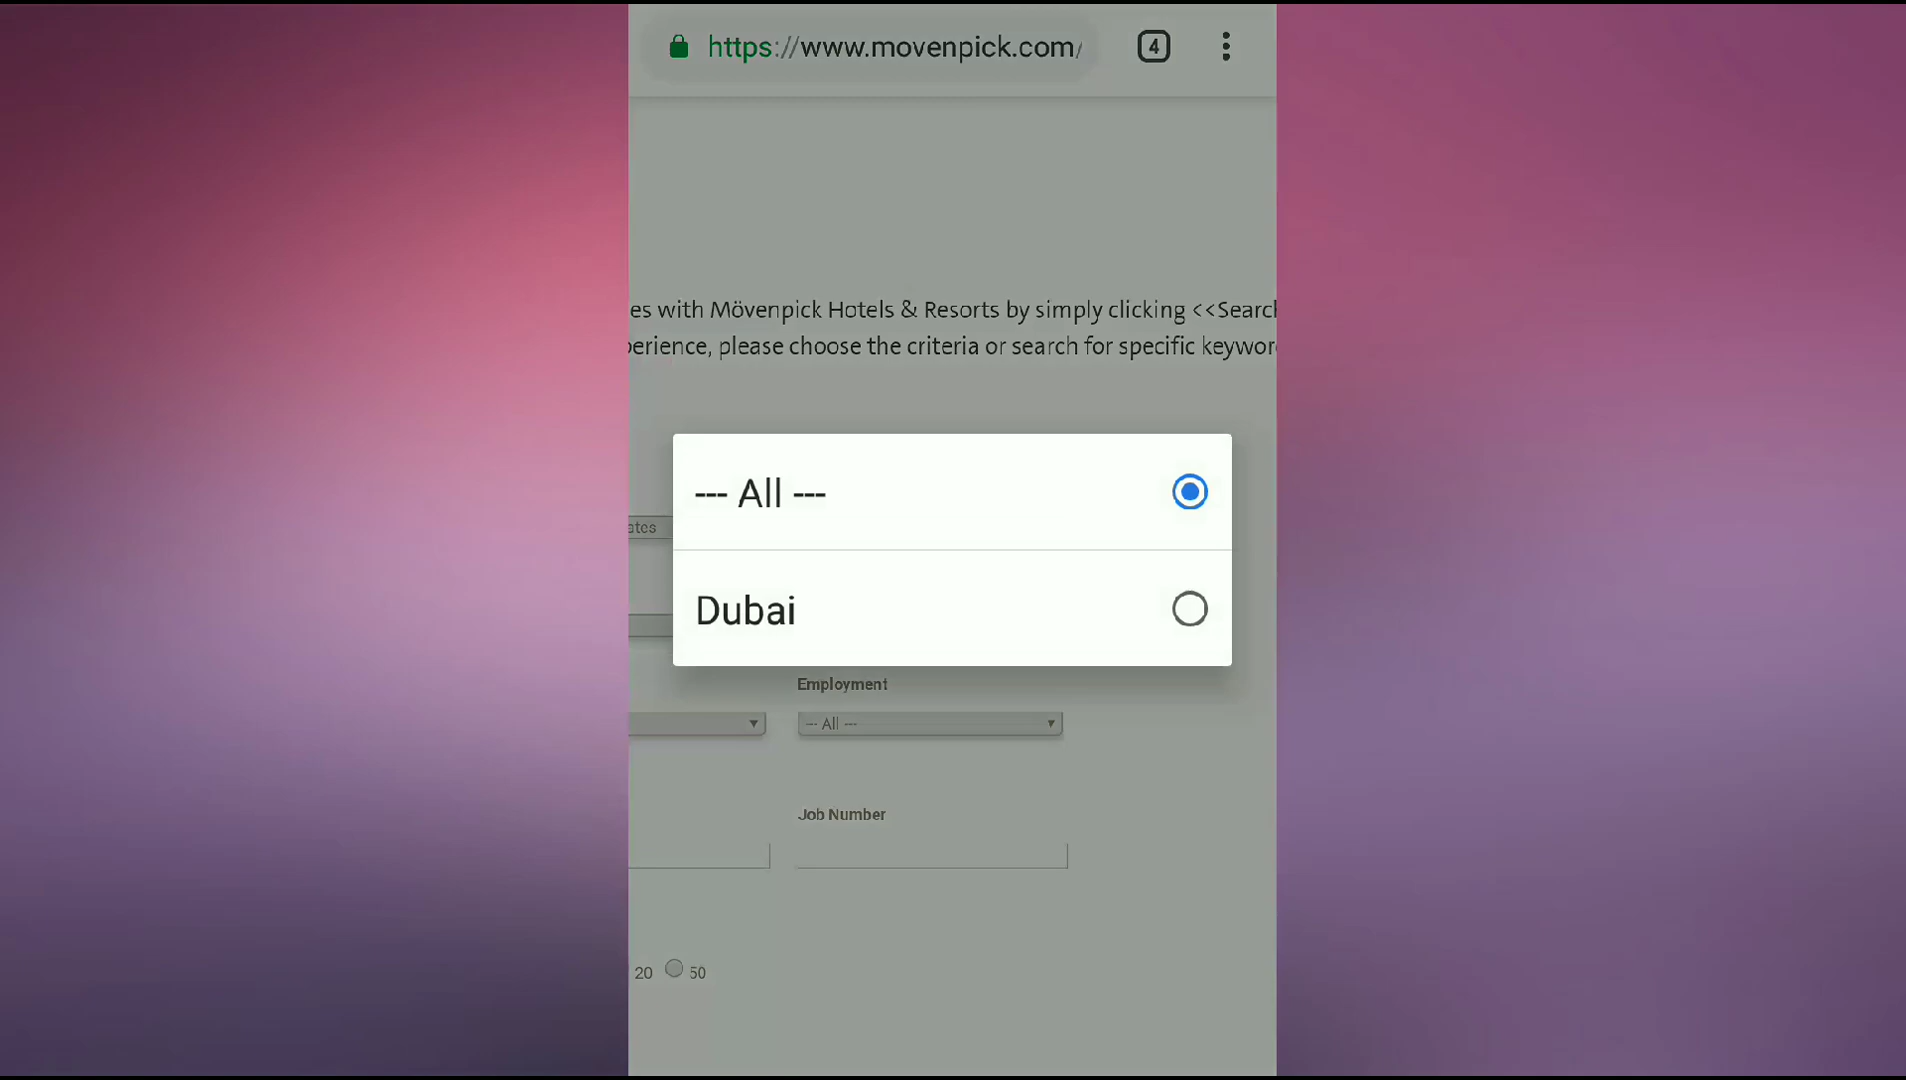 https://www.movenpick.com/
4
es with Mövenpick Hotels & Resorts by simply clicking <<Search
perience, please choose the criteria or search for specific keywor
--- All ---
ates
Dubai
Employment
--- All ---
Job Number
20 50